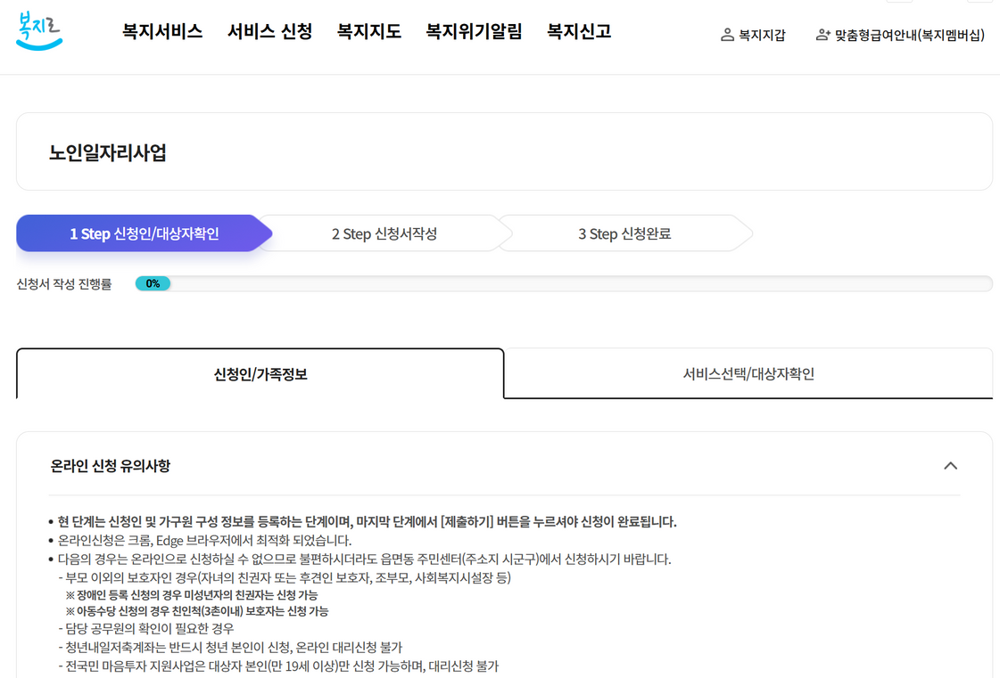 복지로
복지서비스 서비스 신청 복지지도 복지위기알림 복지신고
복지지갑 맞춤형급여안내(복지멤버십)
노인일자리사업
1 Step 신청인/대상자확인 2 Step 신청서작성 3 Step 신청완료
신청서 작성 진행률 0%
신청인/가족정보 서비스선택/대상자확인
온라인 신청 유의사항
• 현 단계는 신청인 및 가구원 구성 정보를 등록하는 단계이며, 마지막 단계에서 [제출하기] 버튼을 누르셔야 신청이 완료됩니다.
• 온라인신청은 크롬, Edge 브라우저에서 최적화 되었습니다.
• 다음의 경우는 온라인으로 신청하실 수 없으므로 불편하시더라도 읍면동 주민센터(주소지 시군구)에서 신청하시기 바랍니다.
- 부모 이외의 보호자인 경우(자녀의 친권자 또는 후견인 보호자, 조부모, 사회복지시설장 등)
※ 장애인 등록 신청의 경우 미성년자의 친권자는 신청 가능
※ 아동수당 신청의 경우 친인척(3촌이내) 보호자는 신청 가능
- 담당 공무원의 확인이 필요한 경우
- 청년내일저축계좌는 반드시 청년 본인이 신청, 온라인 대리신청 불가
- 전국민 마음투자 지원사업은 대상자 본인(만 19세 이상)만 신청 가능하며, 대리신청 불가